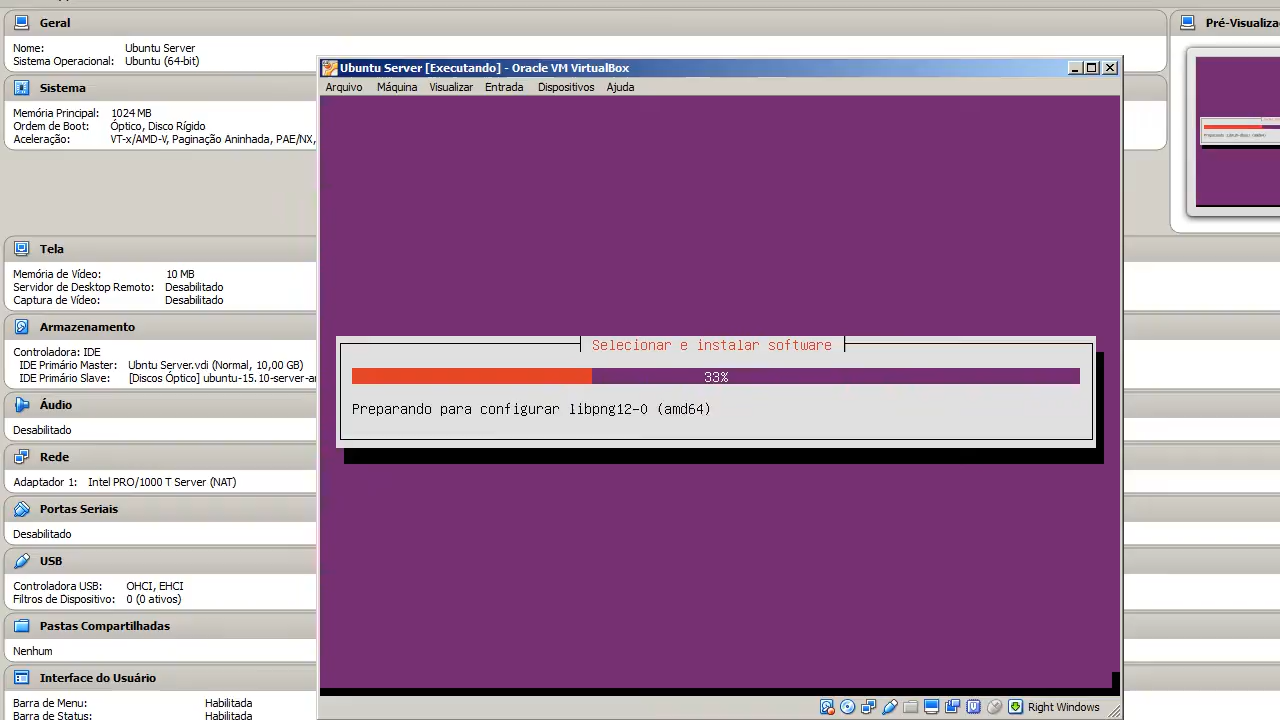 Geral
Nome: Ubuntu Server
Sistema Operacional: Ubuntu (64-bit)
Sistema
Memória Principal: 1024 MB
Ordem de Boot: Óptico, Disco Rígido
Aceleração: VT-x/AMD-V, Paginação Aninhada, PAE/NX,
Tela
Memória de Vídeo: 10 MB
Servidor de Desktop Remoto: Desabilitado
Captura de Vídeo: Desabilitado
Armazenamento
Controladora: IDE
IDE Primário Master: Ubntu Server.vdi (Normal, 10,00 GB)
IDE Primário Slave: [Discos Óptico] ubuntu-15.10-server-a
Áudio
Desabilitado
Rede
Adaptador 1: Intel PRO/1000 T Server (NAT)
Portas Seriais
Desabilitado
USB
Controladora USB: OHCI, EHCI
Filtros de Dispositivo: 0 (0 ativos)
Pastas Compartilhadas
Nenhum
Interface do Usuário
Barra de Menu: Habilitada
Barra de Status: Habilitada
Pré-Visualiza
Ubuntu Server [Executando] - Oracle VM VirtualBox
Arquivo Máquina Visualizar Entrada Dispositivos Ajuda
Selecionar e instalar software
33%
Preparando para configurar libpng12-0 (amd64)
Right Windows